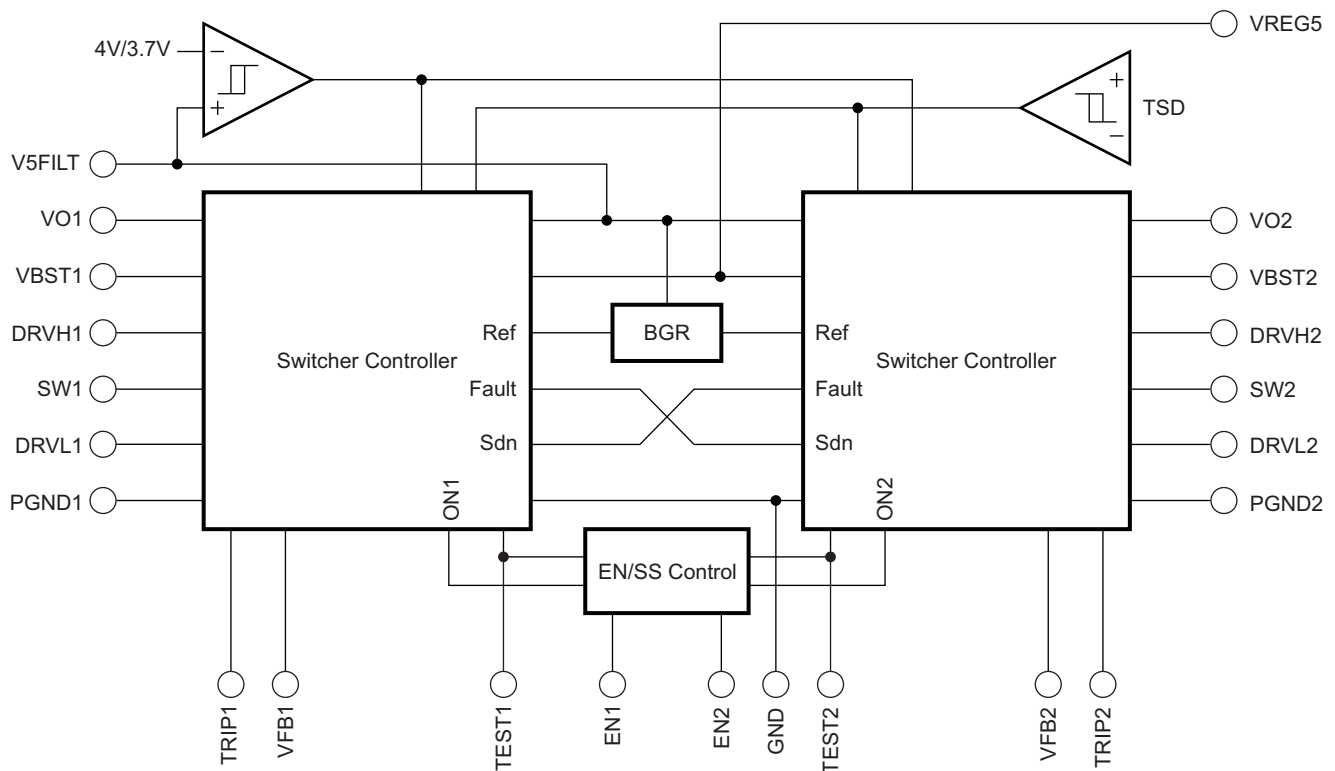 VREG5
4V/3.7V
−
+
+
−
TSD
V5FILT
VO1
VO2
VBST1
VBST2
DRVH1
Ref
BGR
Ref
DRVH2
Switcher Controller
Switcher Controller
SW1
Fault
Fault
SW2
DRVL1
Sdn
Sdn
DRVL2
PGND1
ON1
ON2
PGND2
EN/SS Control
TRIP1
VFB1
TEST1
EN1
EN2
GND
TEST2
VFB2
TRIP2